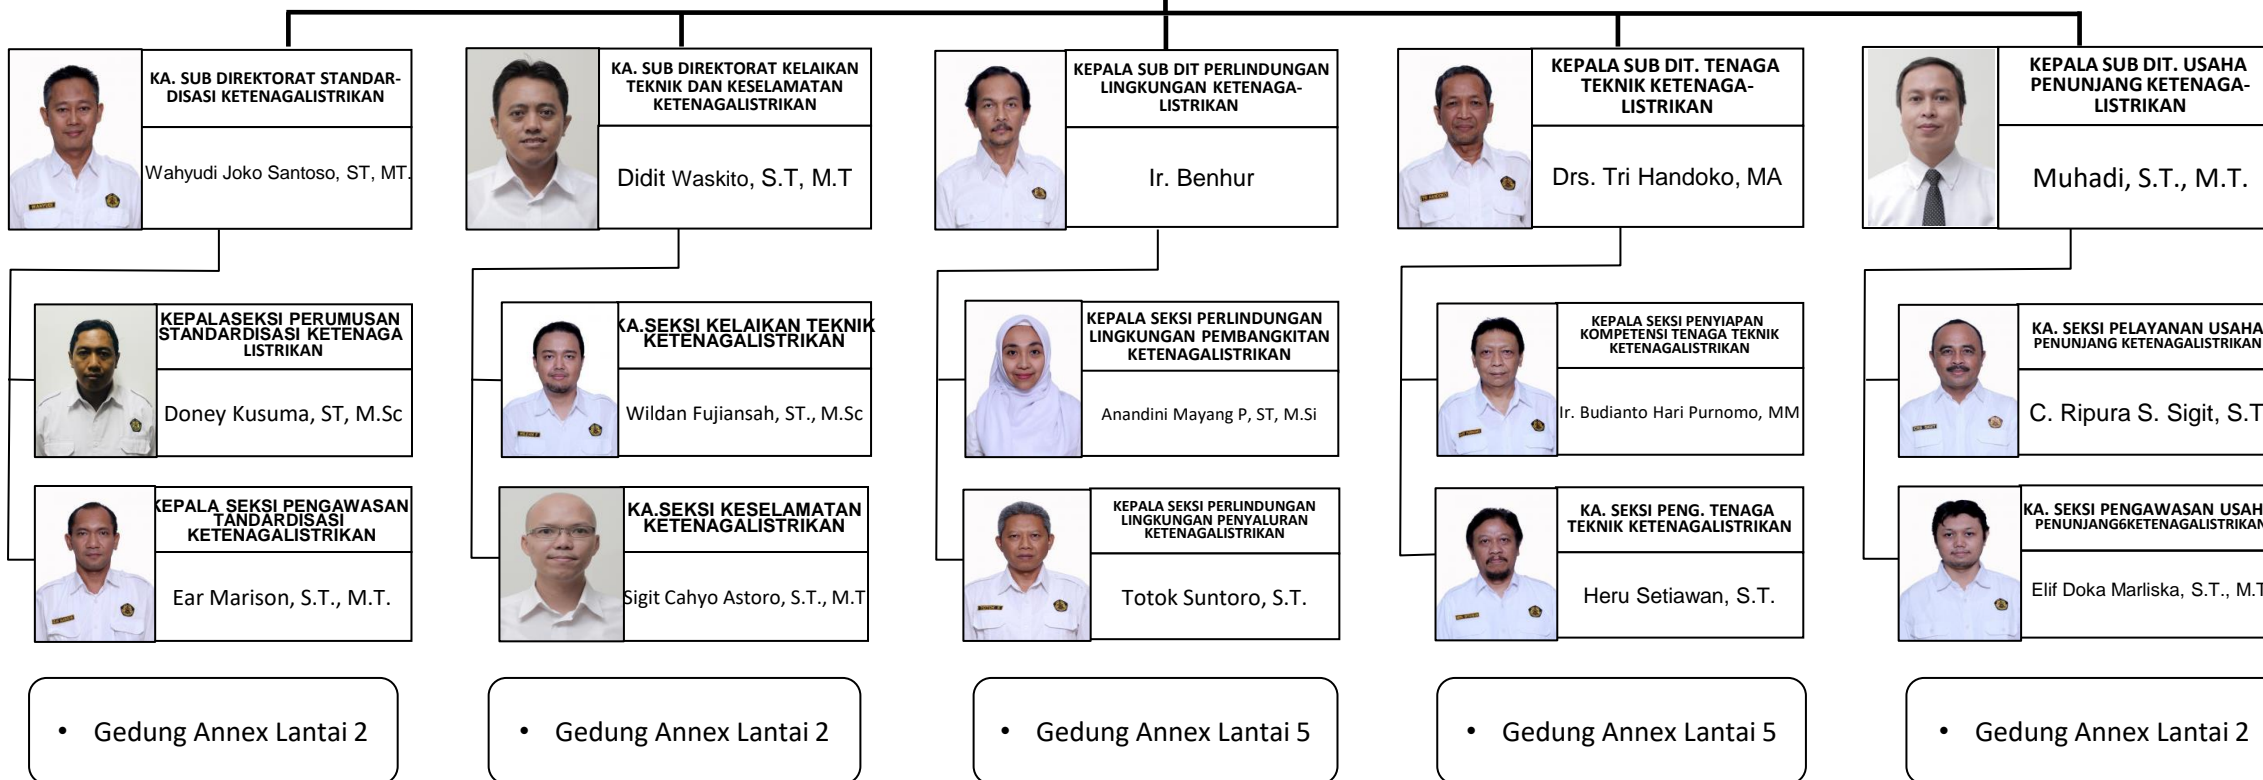 KA. SUB DIREKTORAT STANDAR-
DISASI KETENAGALISTRIKAN
Wahyudi Joko Santoso, ST, MT.
KA. SUB DIREKTORAT KELAIKAN
TEKNIK DAN KESELAMATAN
KETENAGALISTRIKAN
Didit Waskito, S.T, M.T
KEPALA SUB DIT PERLINDUNGAN
LINGKUNGAN KETENAGA-
LISTRIKAN
Ir. Benhur
KEPALA SUB DIT. TENAGA
TEKNIK KETENAGA-
LISTRIKAN
Drs. Tri Handoko, MA
KEPALA SUB DIT. USAHA
PENUNJANG KETENAGA-
LISTRIKAN
Muhadi, S.T., M.T.
KEPALASEKSI PERUMUSAN
STANDARDISASI KETENAGA
LISTRIKAN
Doney Kusuma, ST, M.Sc
KA.SEKSI KELAIKAN TEKNIK
KETENAGALISTRIKAN
Wildan Fujiansah, ST., M.Sc
KEPALA SEKSI PERLINDUNGAN
LINGKUNGAN PEMBANGKITAN
KETENAGALISTRIKAN
Anandini Mayang P, ST, M.Si
KEPALA SEKSI PENYIAPAN
KOMPETENSI TENAGA TEKNIK
KETENAGALISTRIKAN
Ir. Budianto Hari Purnomo, MM
KA. SEKSI PELAYANAN USAHA
PENUNJANG KETENAGALISTRIKAN
C. Ripura S. Sigit, S.T
KEPALA SEKSI PENGAWASAN
TANDARDISASI
KETENAGALISTRIKAN
Ear Marison, S.T., M.T.
KA.SEKSI KESELAMATAN
KETENAGALISTRIKAN
Sigit Cahyo Astoro, S.T., M.T
KEPALA SEKSI PERLINDUNGAN
LINGKUNGAN PENYALURAN
KETENAGALISTRIKAN
Totok Suntoro, S.T.
KA. SEKSI PENG. TENAGA
TEKNIK KETENAGALISTRIKAN
Heru Setiawan, S.T.
KA. SEKSI PENGAWASAN USAH
PENUNJANG6KETENAGALISTRIKAN
Elif Doka Marliska, S.T., M.T
• Gedung Annex Lantai 2
• Gedung Annex Lantai 2
• Gedung Annex Lantai 5
• Gedung Annex Lantai 5
• Gedung Annex Lantai 2